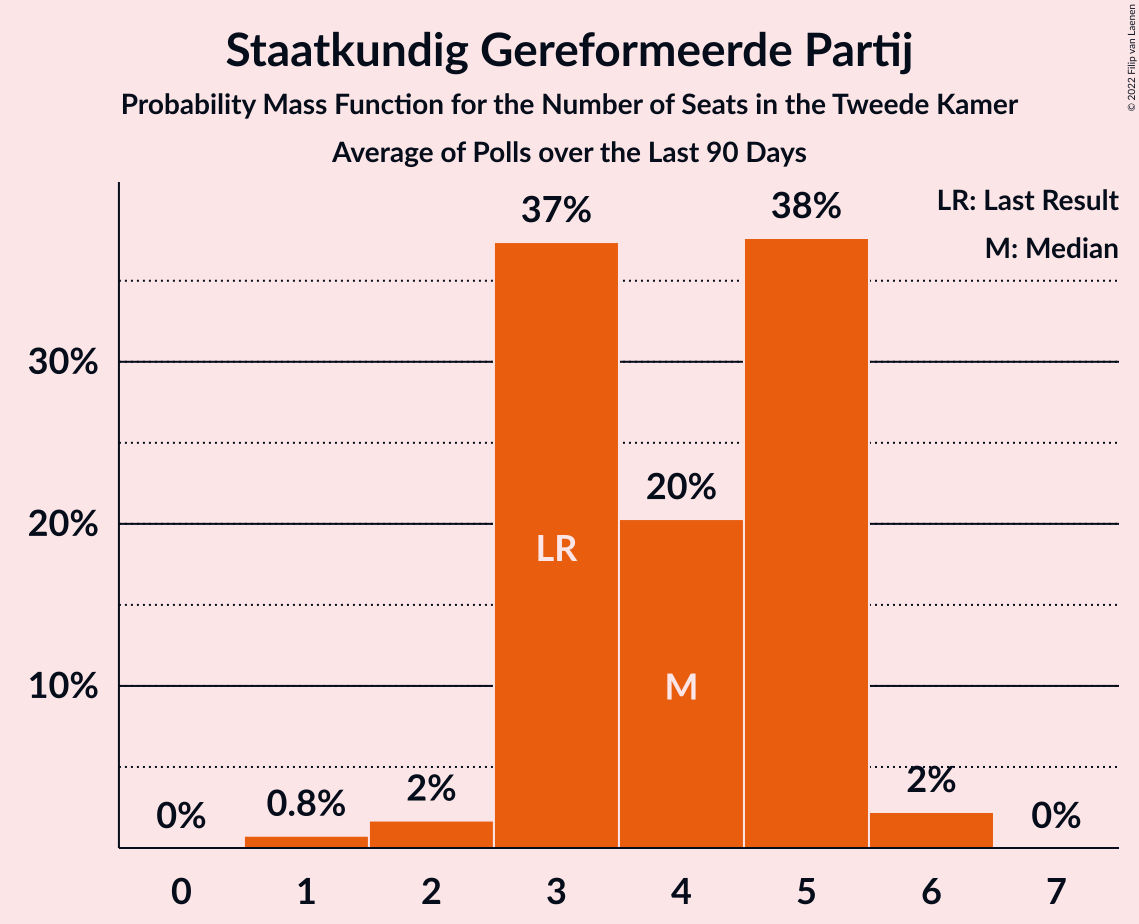 Staatkundig Gereformeerde Partij
Probability Mass Function for the Number of Seats in the Tweede Kamer
Average of Polls over the Last 90 Days
© 2022 Filip van Laenen
LR: Last Result
M: Median
37%
38%
30%
20%
20%
LR
M
10%
0%
0.8%
2%
2%
0%
0 1 2 3 4 5 6 7